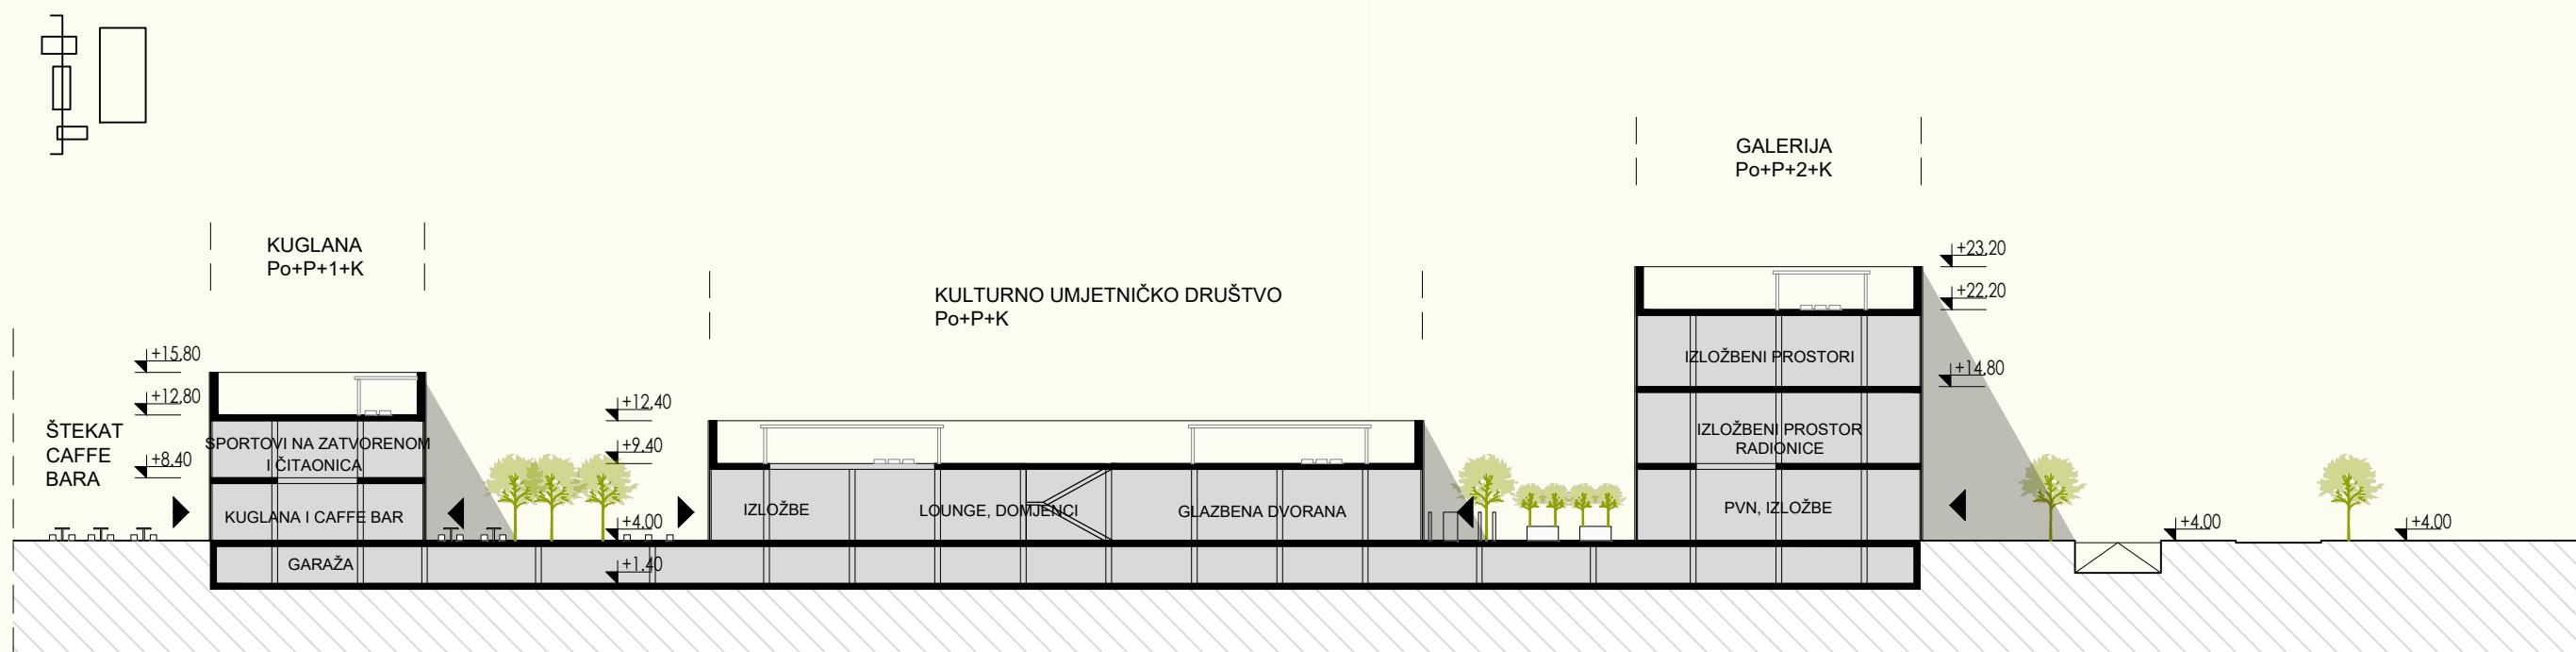 GALERIJA
Po+P+2+K
KUGLANA
Po+P+1+K
KULTURNO UMJETNIČKO DRUŠTVO
Po+P+K
+23,20
+22,20
+14,80
+15,80
+12,80
+8,40
+12,40
+9,40
+4,00
+1,40
ŠTEKAT
CAFFE
BARA
SPORTOVI NA ZATVORENOM
I ČITAONICA
KUGLANA I CAFFE BAR
GARAŽA
IZLOŽBE
LOUNGE, DOMJENCI
GLAZBENA DVORANA
IZLOŽBENI PROSTORI
IZLOŽBENI PROSTOR
RADIONICE
PVN, IZLOŽBE
+4,00
+4,00